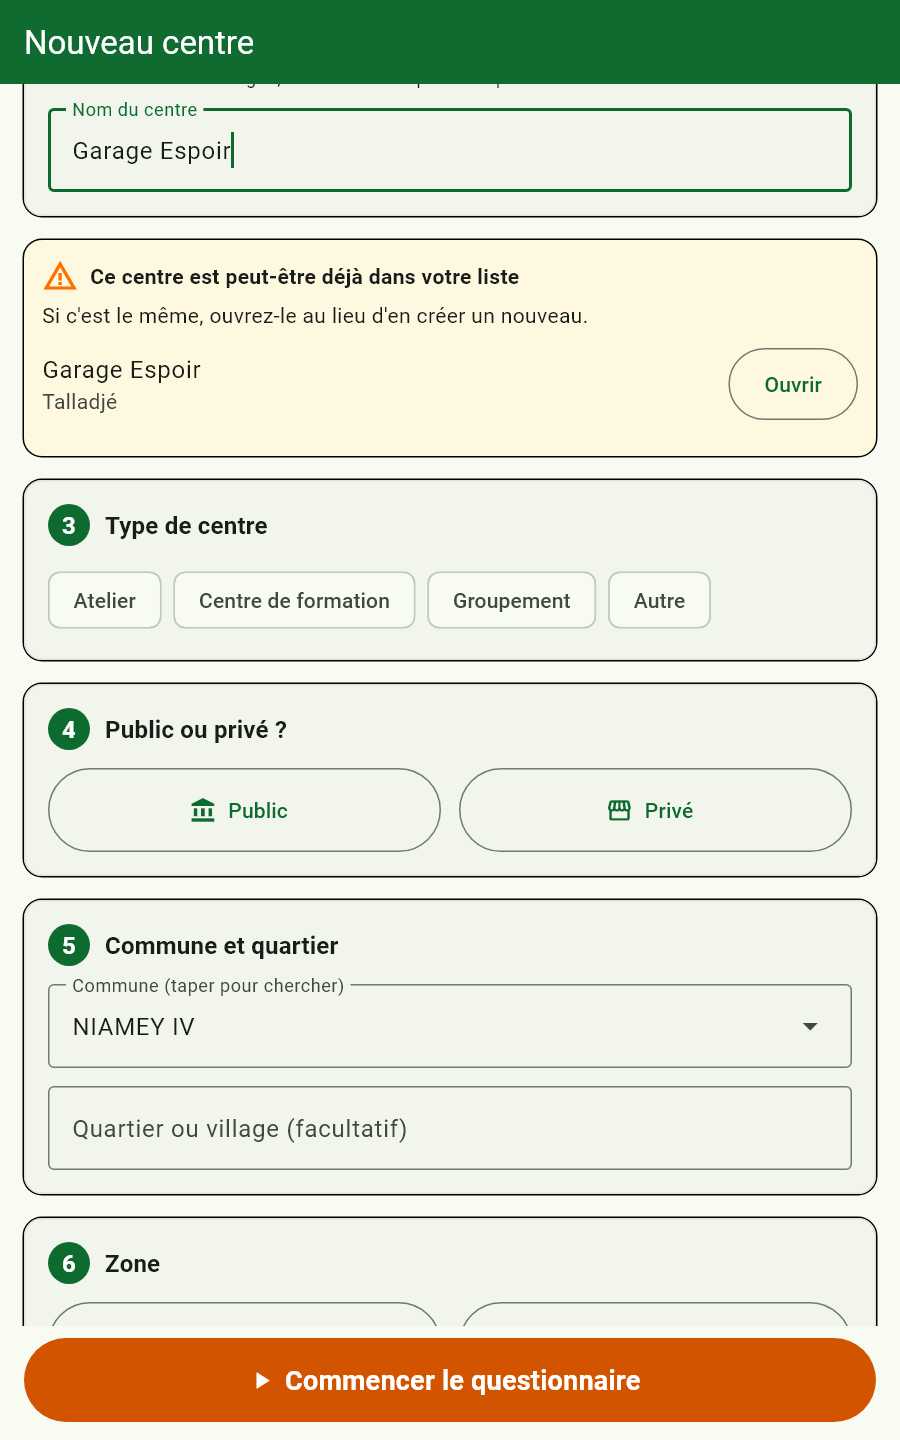 Nouveau centre
Nom du centre
Garage Espoir
Ce centre est peut-être déjà dans votre liste
Si c'est le même, ouvrez-le au lieu d'en créer un nouveau.
Garage Espoir
Talladjé
Ouvrir
3 Type de centre
Atelier Centre de formation Groupement Autre
4 Public ou privé ?
Public Privé
5 Commune et quartier
Commune (taper pour chercher)
NIAMEY IV
Quartier ou village (facultatif)
6 Zone
Commencer le questionnaire